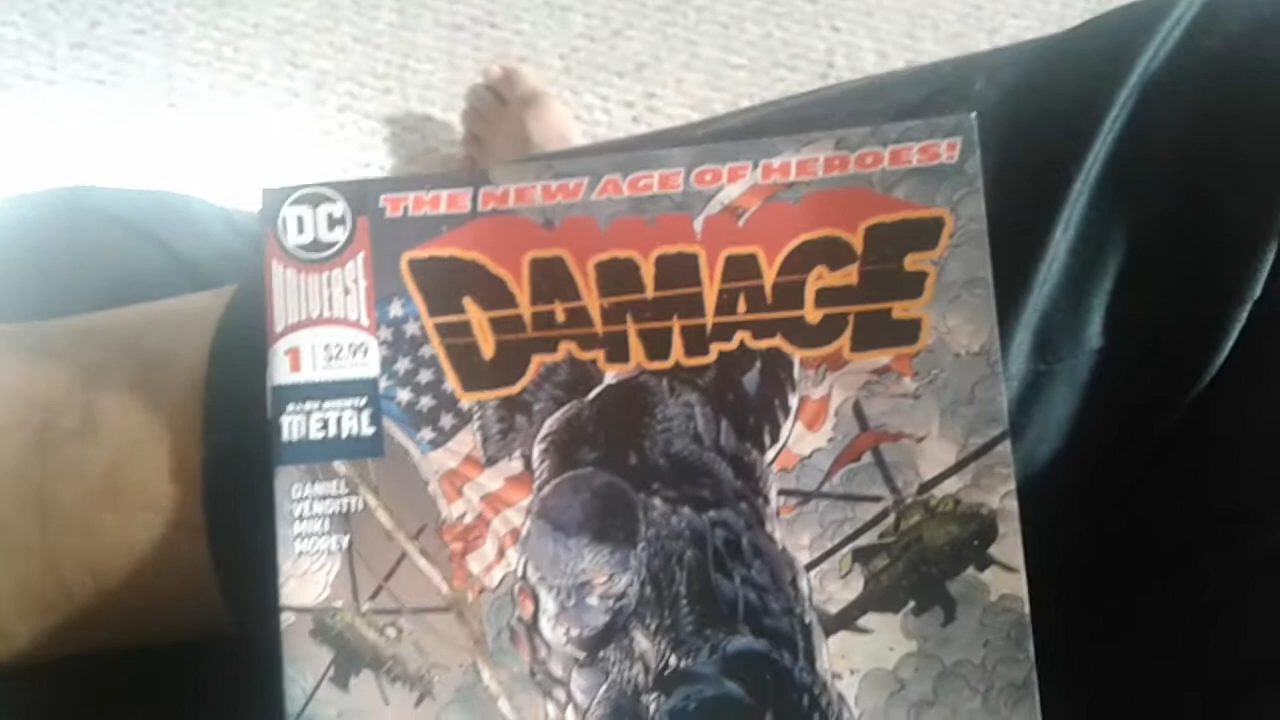 THE NEW AGE OF HEROES!
DC
UNIVERSE
DAMAGE
1 $2.99
METAL
DANIEL
VENDITTI
MIKI
MOREY